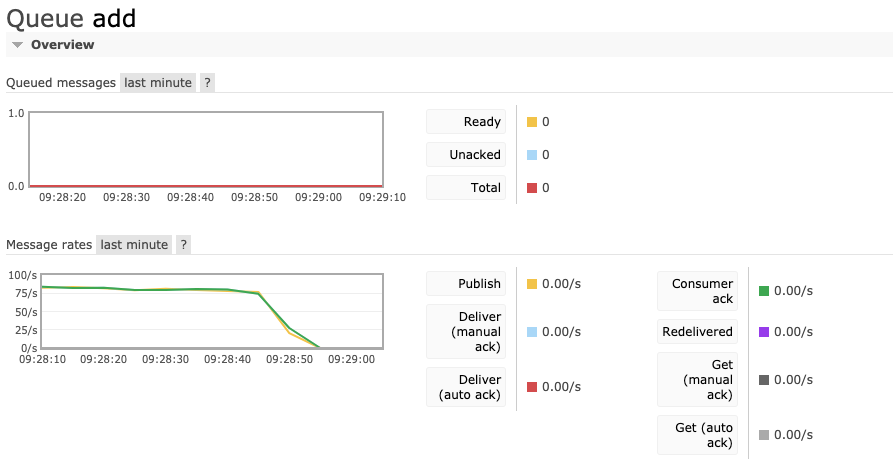 Queue add
Overview
Queued messages last minute ?
1.0
0.0
09:28:20 09:28:30 09:28:40 09:28:50 09:29:00 09:29:10
Ready 0
Unacked 0
Total 0
Message rates last minute ?
100/s
75/s
50/s
25/s
0/s
09:28:10 09:28:20 09:28:30 09:28:40 09:28:50 09:29:00
Publish 0.00/s
Deliver
(manual 0.00/s
ack)
Deliver
(auto ack) 0.00/s
Consumer
ack 0.00/s
Redelivered 0.00/s
Get
(manual 0.00/s
ack)
Get (auto
ack) 0.00/s